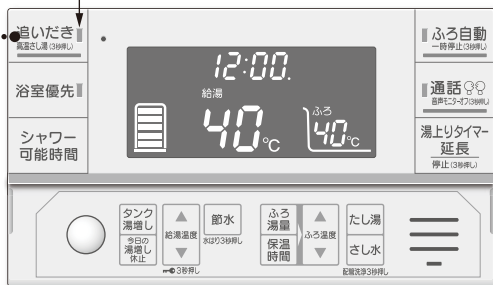 追いだき
高温さし湯(3秒押し)
浴室優先
シャワー
可能時間
12:00.
給湯
40℃
ふろ
40℃
ふろ自動
一時停止(3秒押し)
通話
音声モニターオフ(3秒押し)
湯上りタイマー
延長
停止(3秒押し)
タンク
湯増し
今日の
湯増し
休止
給湯温度
3秒押し
節水
水はり3秒押し
ふろ
湯量
保温
時間
ふろ温度
たし湯
さし水
配管洗浄3秒押し